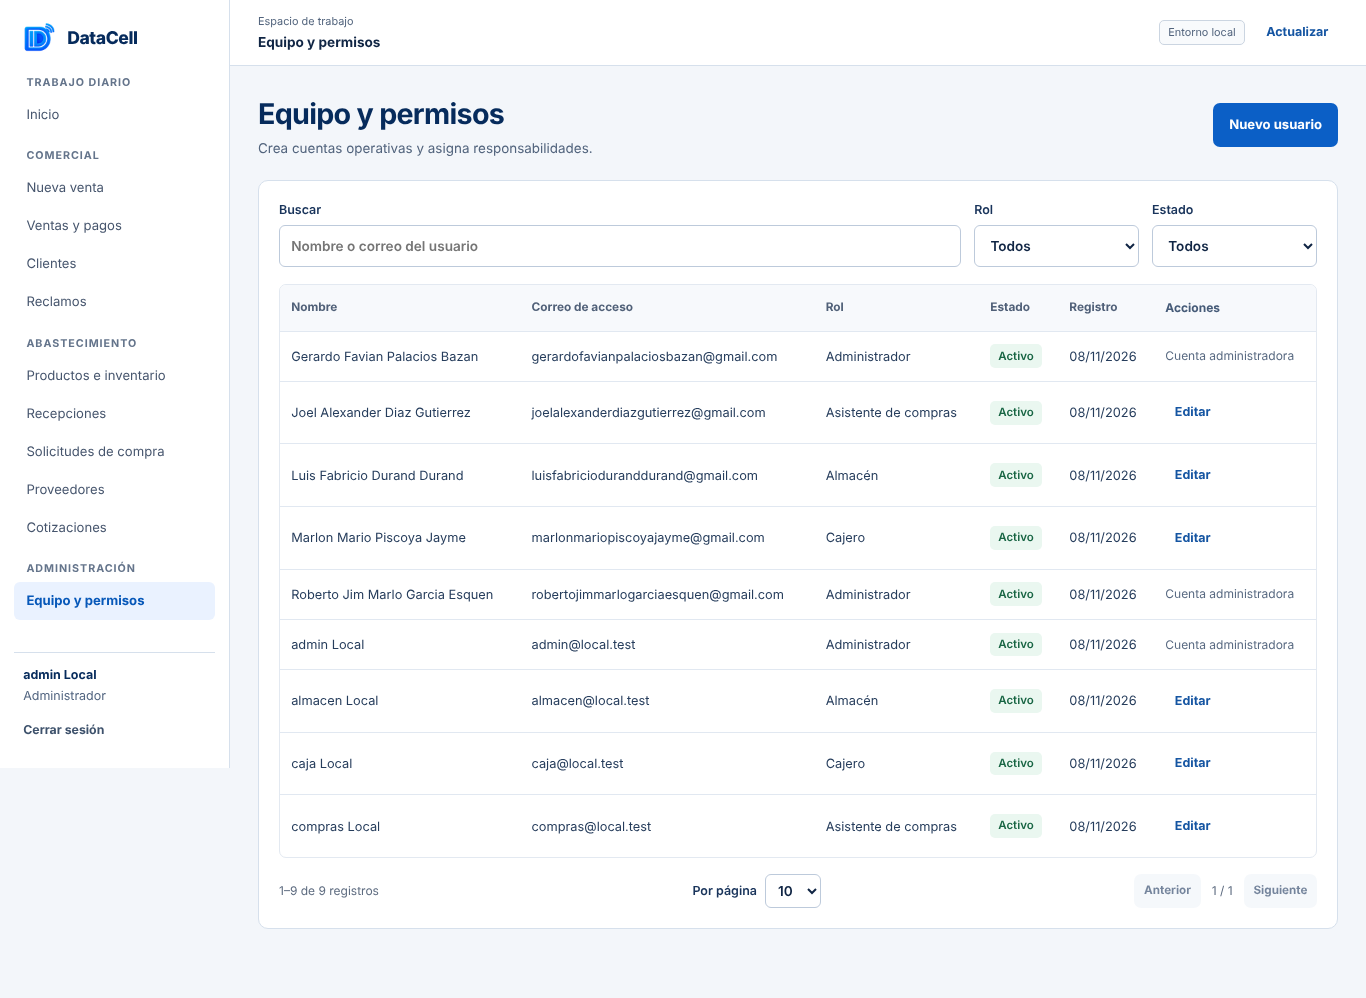 DataCell
TRABAJO DIARIO
Inicio
COMERCIAL
Nueva venta
Ventas y pagos
Clientes
Reclamos
ABASTECIMIENTO
Productos e inventario
Recepciones
Solicitudes de compra
Proveedores
Cotizaciones
ADMINISTRACIÓN
Equipo y permisos
admin Local
Administrador
Cerrar sesión
Espacio de trabajo
Equipo y permisos
Entorno local Actualizar
Equipo y permisos
Crea cuentas operativas y asigna responsabilidades.
Nuevo usuario
Buscar Rol Estado
Nombre o correo del usuario Todos Todos
Nombre Correo de acceso Rol Estado Registro Acciones
Gerardo Favian Palacios Bazan gerardofavianpalaciosbazan@gmail.com Administrador Activo 08/11/2026 Cuenta administradora
Joel Alexander Diaz Gutierrez joelalexanderdiazgutierrez@gmail.com Asistente de compras Activo 08/11/2026 Editar
Luis Fabricio Durand Durand luisfabricioduranddurand@gmail.com Almacén Activo 08/11/2026 Editar
Marlon Mario Piscoya Jayme marlonmariopiscoyajayme@gmail.com Cajero Activo 08/11/2026 Editar
Roberto Jim Marlo Garcia Esquen robertojimmarlogarciaesquen@gmail.com Administrador Activo 08/11/2026 Cuenta administradora
admin Local admin@local.test Administrador Activo 08/11/2026 Cuenta administradora
almacen Local almacen@local.test Almacén Activo 08/11/2026 Editar
caja Local caja@local.test Cajero Activo 08/11/2026 Editar
compras Local compras@local.test Asistente de compras Activo 08/11/2026 Editar
1–9 de 9 registros Por página 10 Anterior 1 / 1 Siguiente